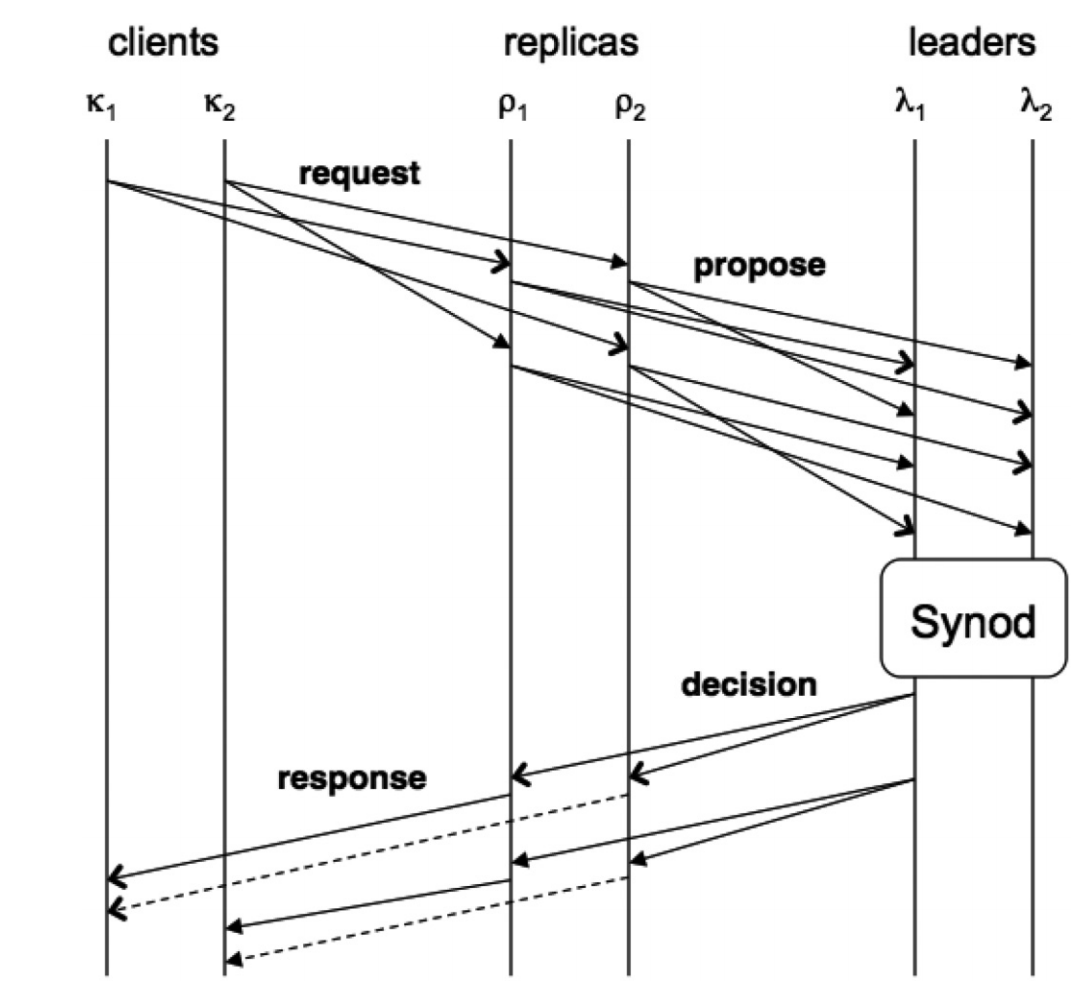 clients replicas leaders
κ₁ κ₂ ρ₁ ρ₂ λ₁ λ₂
request
propose
Synod
decision
response